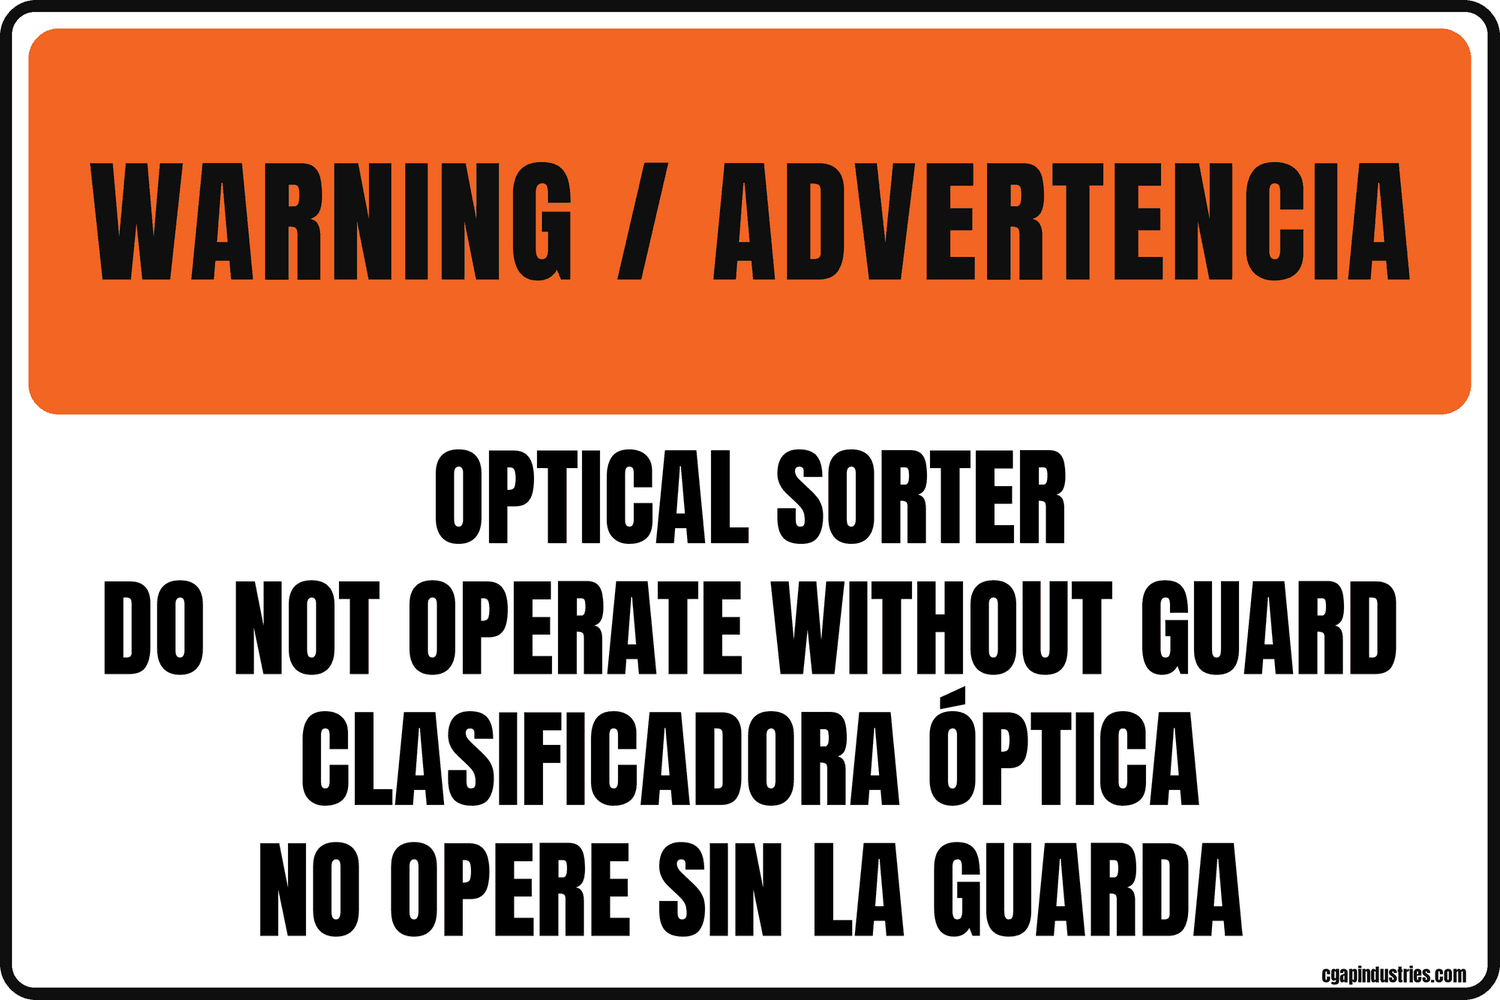 WARNING / ADVERTENCIA
OPTICAL SORTER
DO NOT OPERATE WITHOUT GUARD
CLASIFICADORA ÓPTICA
NO OPERE SIN LA GUARDA
cgapindustries.com